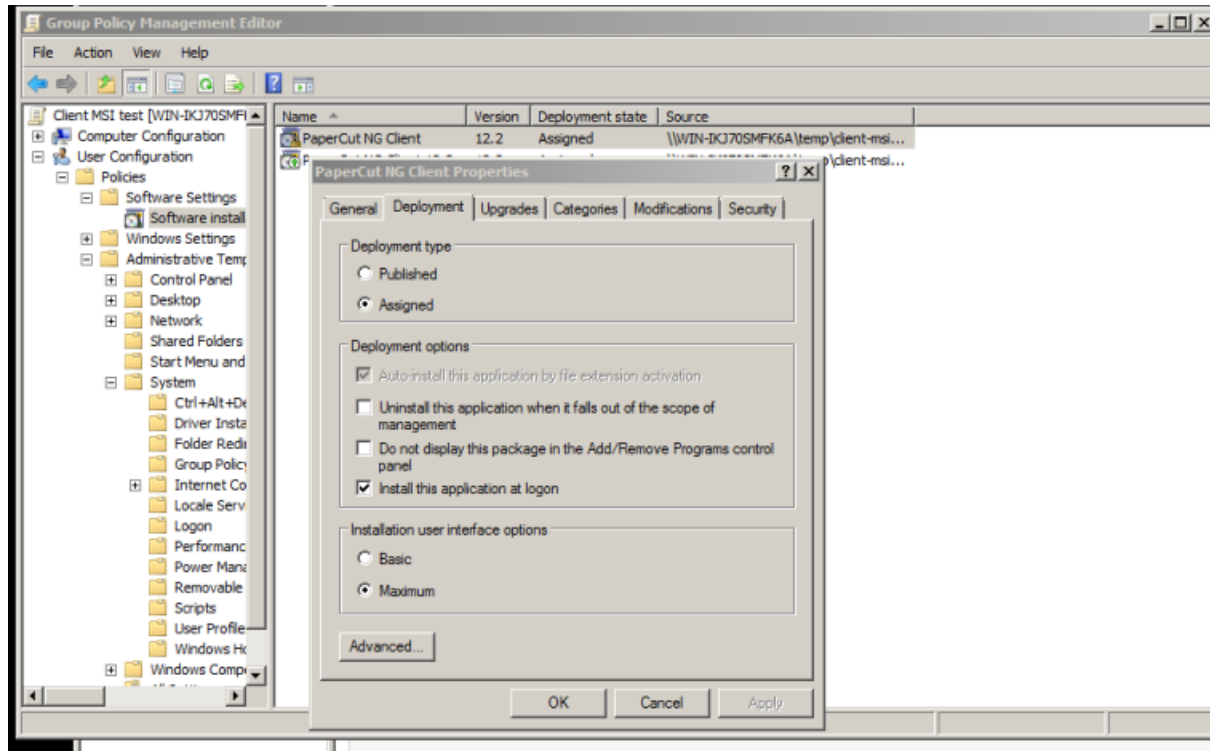 Group Policy Management Editor
File Action View Help
Client MSI test [WIN-IKJ70SMFI
Computer Configuration
User Configuration
Policies
Software Settings
Software install
Windows Settings
Administrative Temp
Control Panel
Desktop
Network
Shared Folders
Start Menu and
System
Ctrl+Alt+De
Driver Insta
Folder Redir
Group Policy
Internet Co
Locale Serv
Logon
Performanc
Power Mana
Removable
Scripts
User Profile
Windows Ho
Windows Compo
Name Version Deployment state Source
PaperCut NG Client 12.2 Assigned \\WIN-IKJ70SMFK6A\temp\client-msi...
p\client-msi...
PaperCut NG Client Properties
General Deployment Upgrades Categories Modifications Security
Deployment type
Published
Assigned
Deployment options
Auto-install this application by file extension activation
Uninstall this application when it falls out of the scope of
management
Do not display this package in the Add/Remove Programs control
panel
Install this application at logon
Installation user interface options
Basic
Maximum
Advanced...
OK Cancel Apply